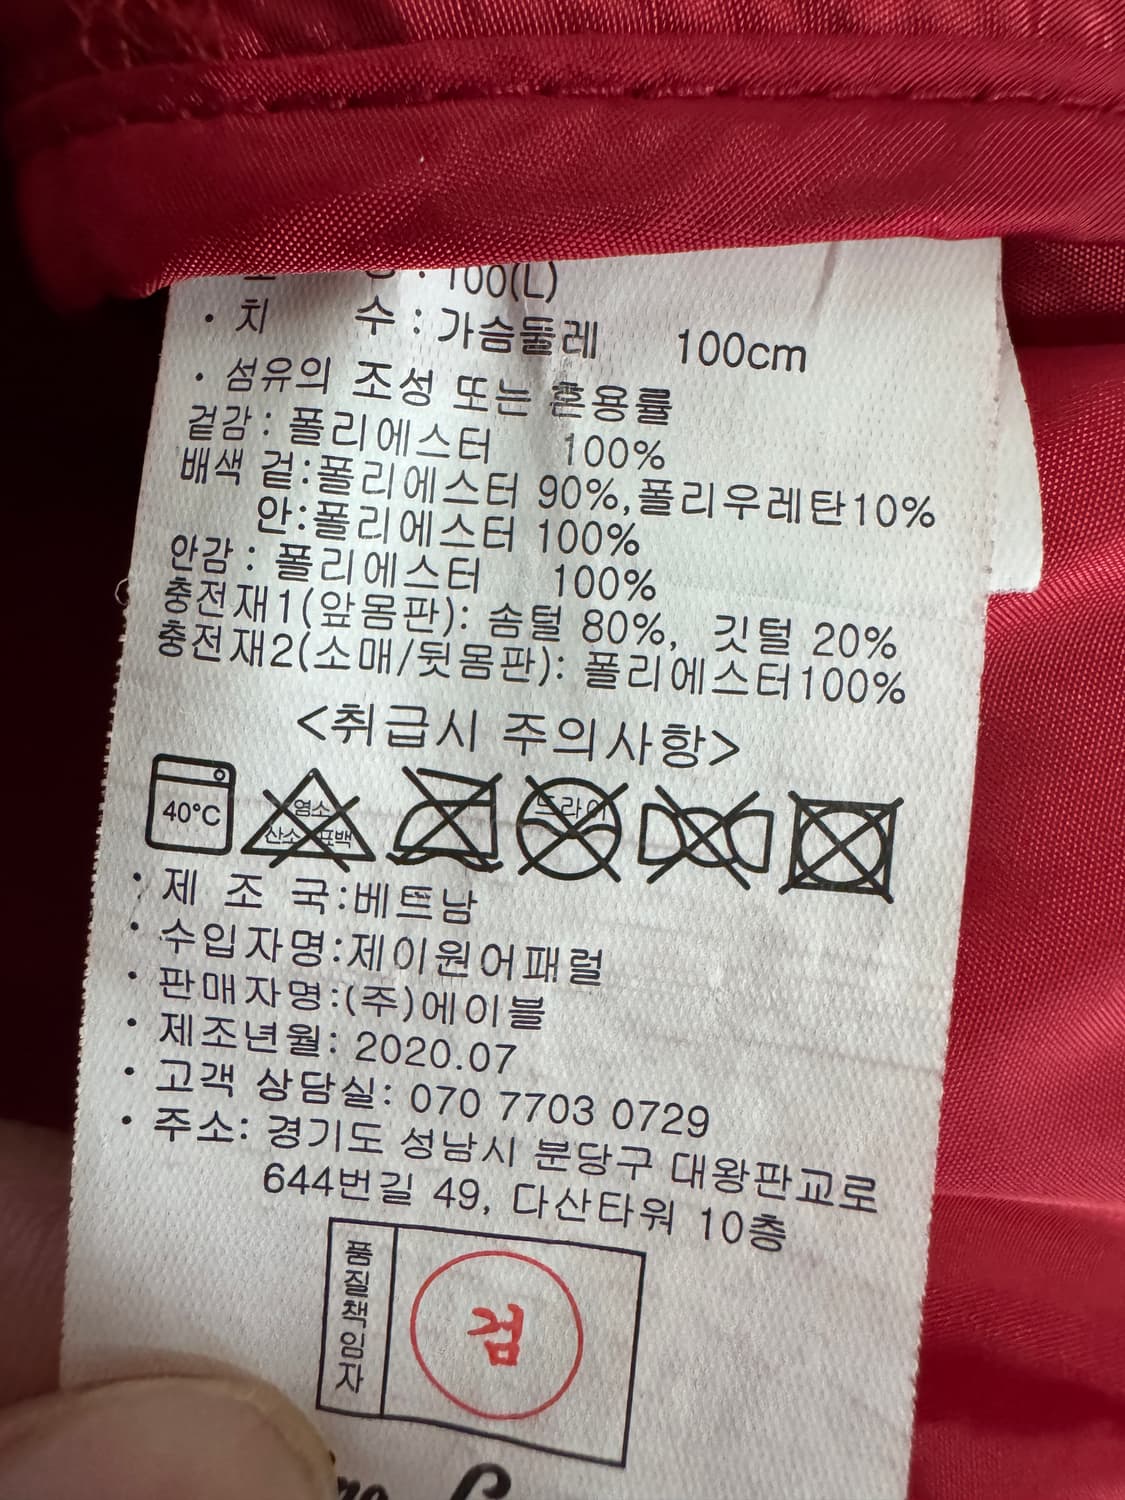 100(L)
· 치 수 : 가슴둘레 100cm
· 섬유의 조성 또는 혼용률
겉감 : 폴리에스터 100%
배색 겉:폴리에스터 90%,폴리우레탄10%
안:폴리에스터 100%
안감 : 폴리에스터 100%
충전재1(앞몸판): 솜털 80%, 깃털 20%
충전재2(소매/뒷몸판): 폴리에스터100%
<취급시 주의사항>
40°C 염소 드라이
산소 표백
· 제 조 국:베트남
· 수입자명:제이원어패럴
· 판매자명:(주)에이블
· 제조년월: 2020.07
· 고객 상담실: 070 7703 0729
· 주소: 경기도 성남시 분당구 대왕판교로
644번길 49, 다산타워 10층
품질책임자
검